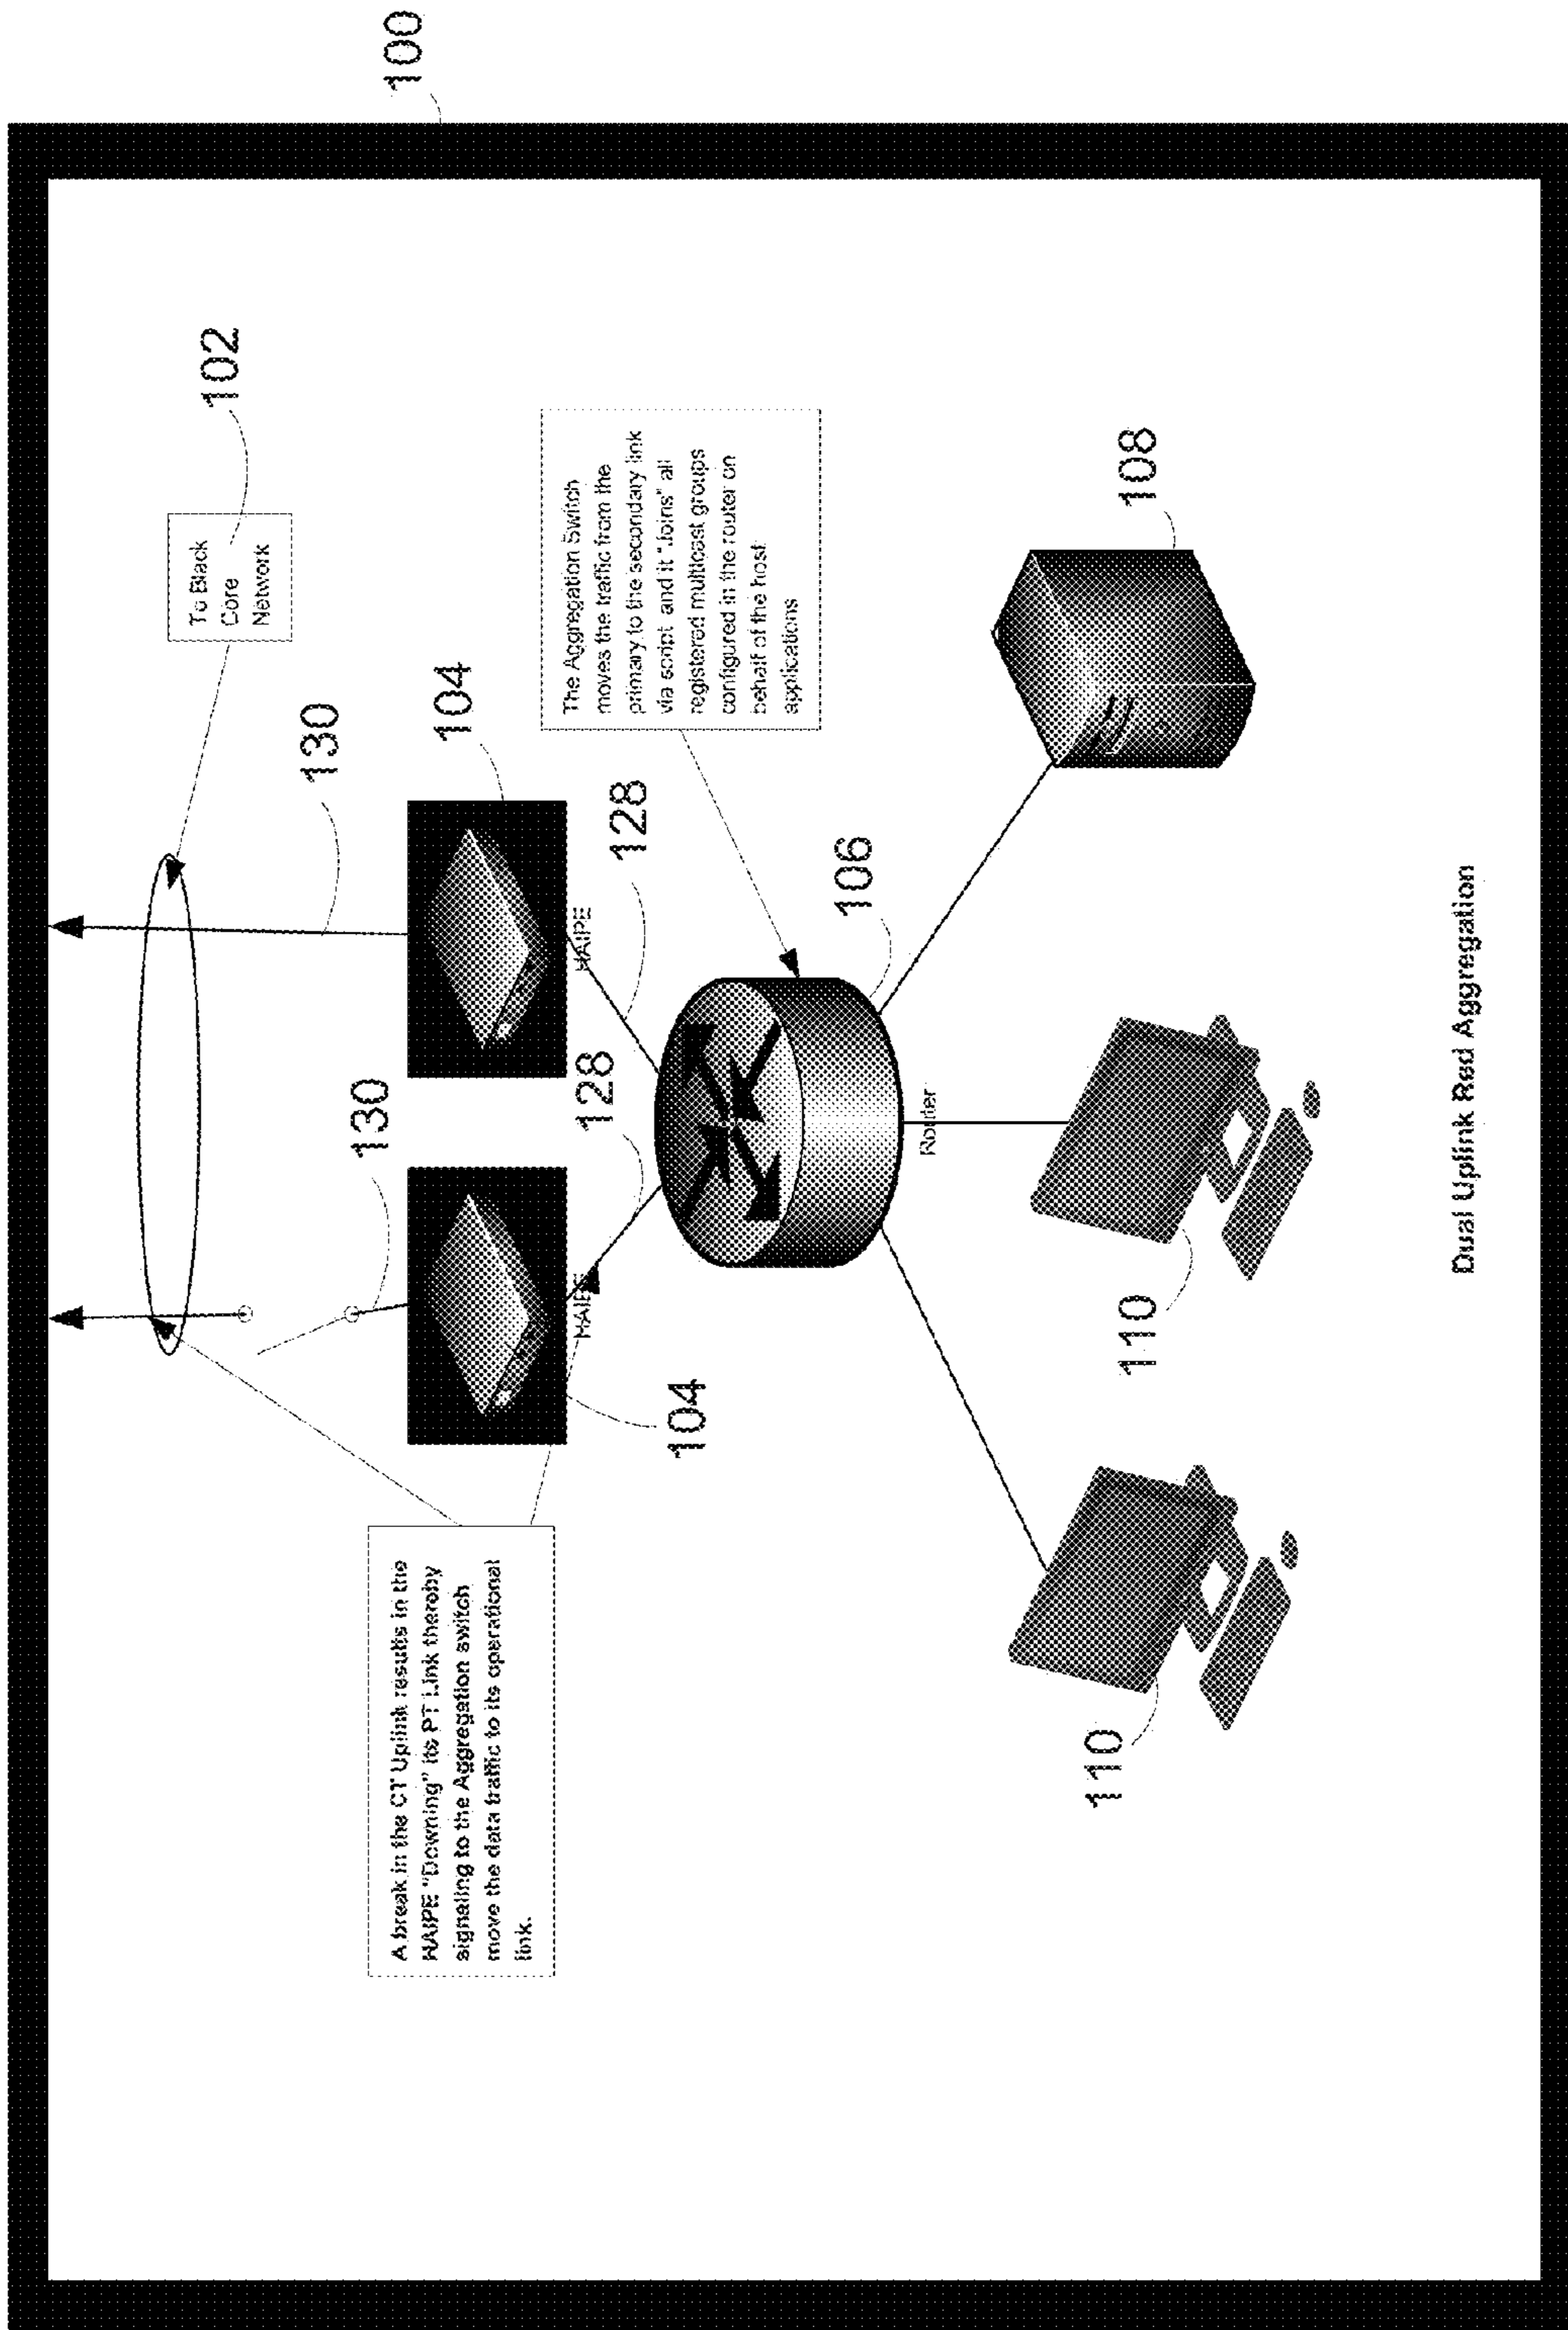 100
To Black
Core
Network
102
130
130
A break in the CT Uplink results in the
HAIPE "Downing" its PT Link thereby
signaling to the Aggregation switch
move the data traffic to its operational
link.
104
104
HAIPE
HAIPE
128
128
The Aggregation Switch
moves the traffic from the
primary to the secondary link
via script and it "Joins" all
registered multicast groups
configured in the router on
behalf of the host
applications
106
Router
110
110
108
Dual Uplink Red Aggregation